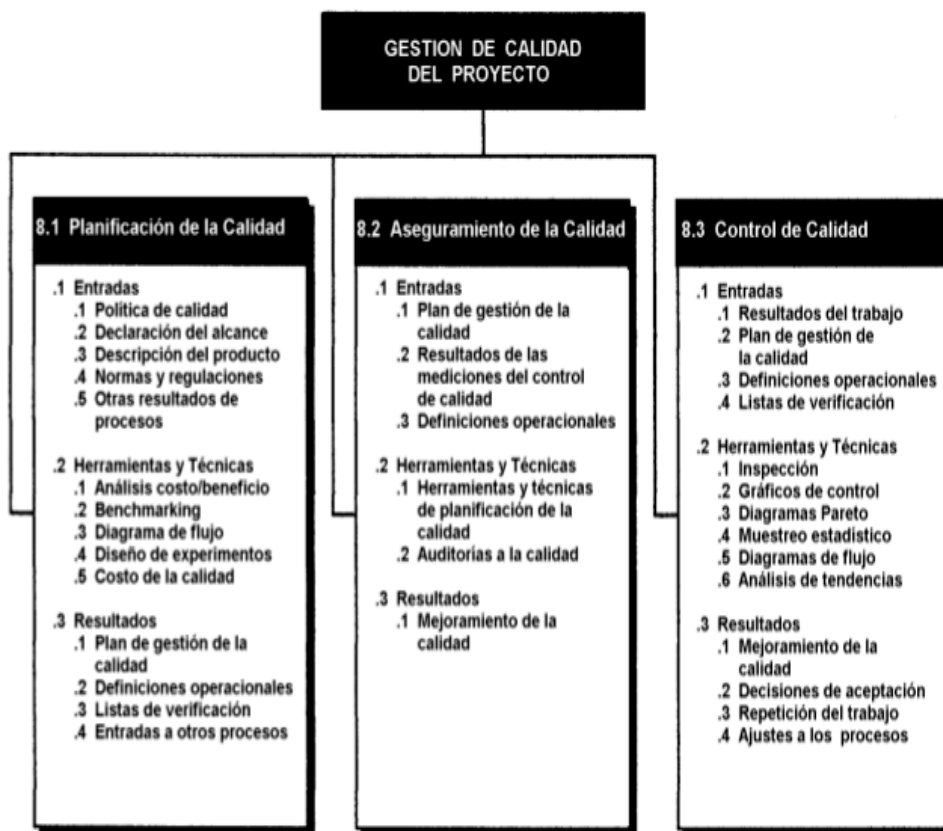 GESTION DE CALIDAD
DEL PROYECTO
8.1 Planificación de la Calidad
.1 Entradas
.1 Política de calidad
.2 Declaración del alcance
.3 Descripción del producto
.4 Normas y regulaciones
.5 Otras resultados de
procesos
.2 Herramientas y Técnicas
.1 Análisis costo/beneficio
.2 Benchmarking
.3 Diagrama de flujo
.4 Diseño de experimentos
.5 Costo de la calidad
.3 Resultados
.1 Plan de gestión de la
calidad
.2 Definiciones operacionales
.3 Listas de verificación
.4 Entradas a otros procesos
8.2 Aseguramiento de la Calidad
.1 Entradas
.1 Plan de gestión de la
calidad
.2 Resultados de las
mediciones del control
de calidad
.3 Definiciones operacionales
.2 Herramientas y Técnicas
.1 Herramientas y técnicas
de planificación de la
calidad
.2 Auditorias a la calidad
.3 Resultados
.1 Mejoramiento de la
calidad
8.3 Control de Calidad
.1 Entradas
.1 Resultados del trabajo
.2 Plan de gestión de
la calidad
.3 Definiciones operacionales
.4 Listas de verificación
.2 Herramientas y Técnicas
.1 Inspección
.2 Gráficos de control
.3 Diagramas Pareto
.4 Muestreo estadístico
.5 Diagramas de flujo
.6 Análisis de tendencias
.3 Resultados
.1 Mejoramiento de la
calidad
.2 Decisiones de aceptación
.3 Repetición del trabajo
.4 Ajustes a los procesos